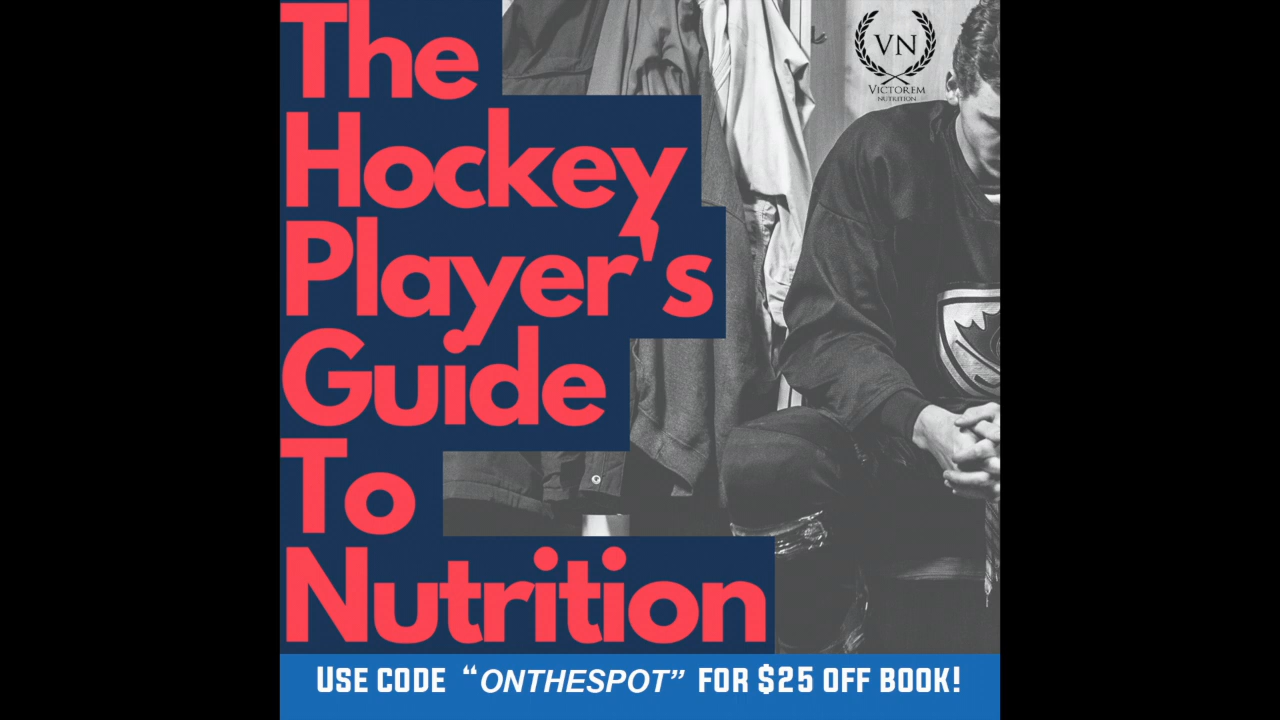 The
Hockey
Player's
Guide
To
Nutrition
VN
VICTOREM
NUTRITION
USE CODE “ONTHESPOT” FOR $25 OFF BOOK!